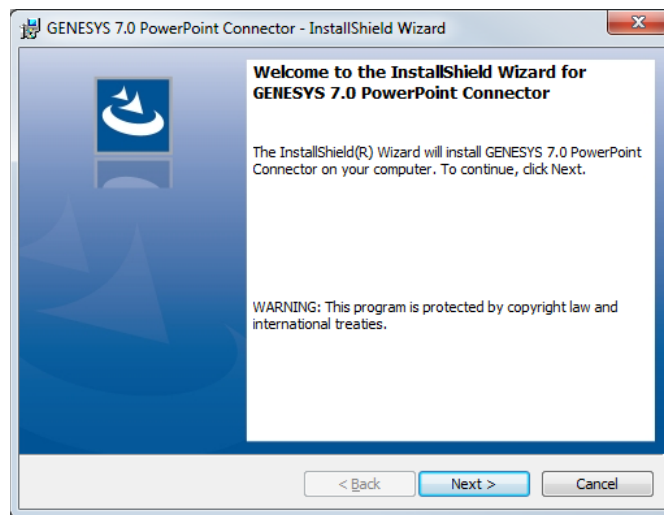 GENESYS 7.0 PowerPoint Connector - InstallShield Wizard
Welcome to the InstallShield Wizard for
GENESYS 7.0 PowerPoint Connector
The InstallShield(R) Wizard will install GENESYS 7.0 PowerPoint
Connector on your computer. To continue, click Next.
WARNING: This program is protected by copyright law and
international treaties.
< Back
Next >
Cancel